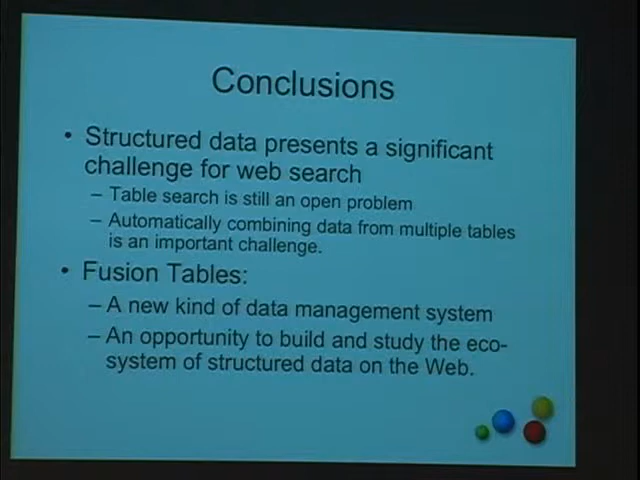 Conclusions
• Structured data presents a significant
challenge for web search
– Table search is still an open problem
– Automatically combining data from multiple tables
is an important challenge.
• Fusion Tables:
– A new kind of data management system
– An opportunity to build and study the eco-
system of structured data on the Web.